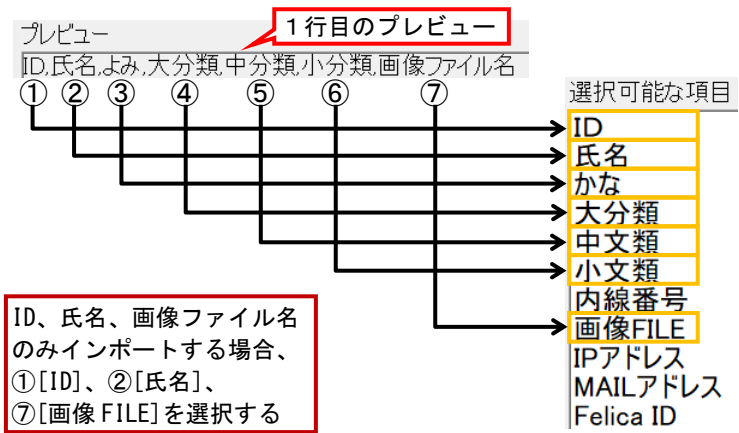 １行目のプレビュー
プレビュー
ID,氏名,よみ,大分類,中分類,小分類,画像ファイル名
① ② ③ ④ ⑤ ⑥ ⑦
選択可能な項目
ID
氏名
かな
大分類
中文類
小文類
内線番号
画像FILE
IPアドレス
MAILアドレス
Felica ID
ID、氏名、画像ファイル名
のみインポートする場合、
①[ID]、②[氏名]、
⑦[画像FILE]を選択する